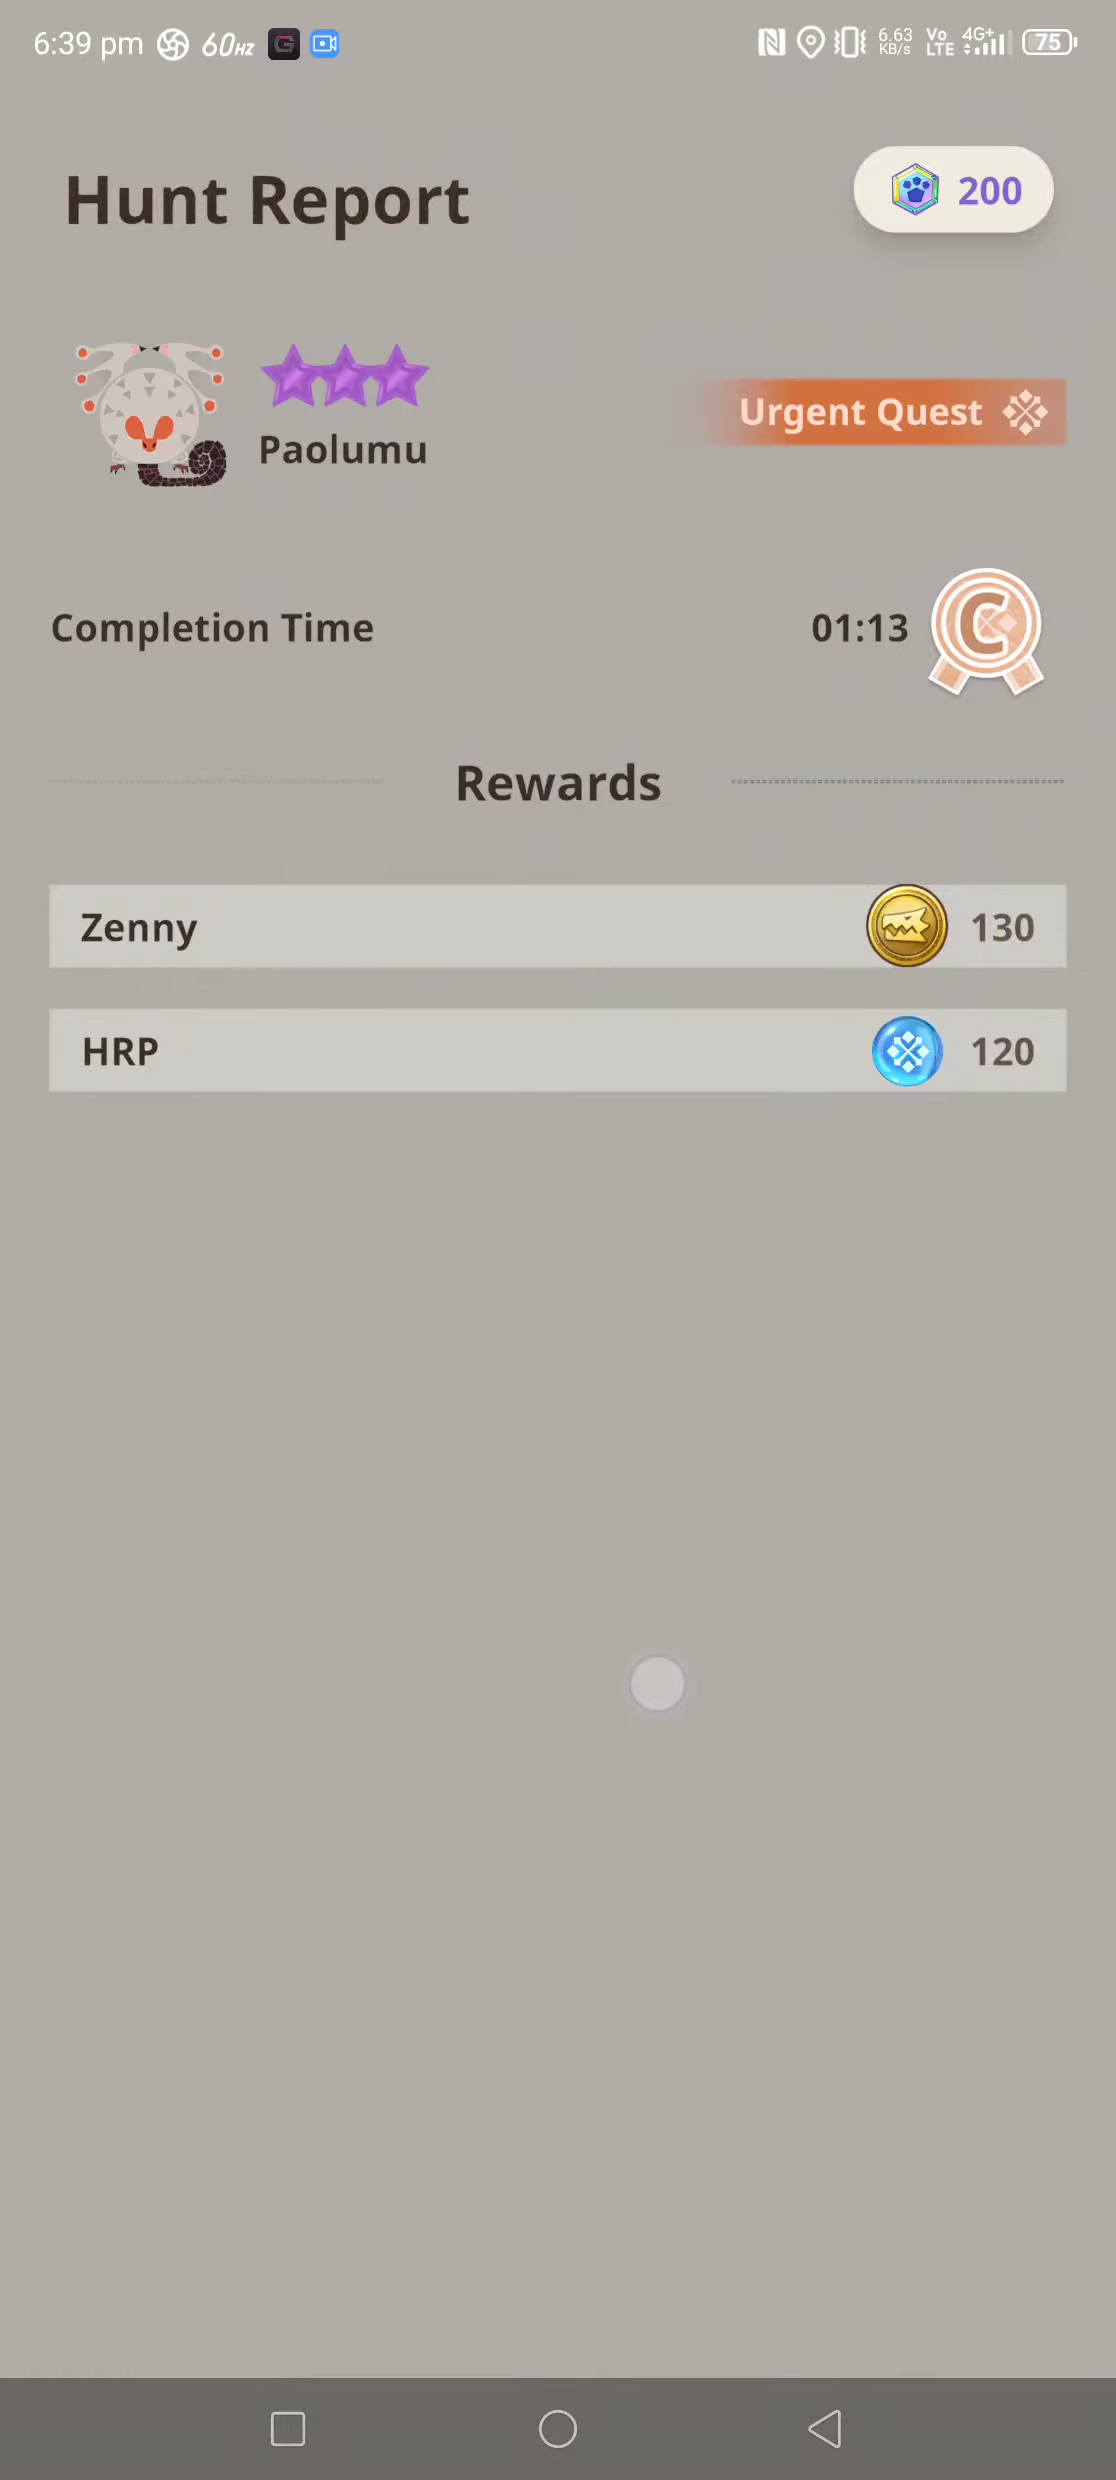 6:39 pm 60HZ G 6.63 KB/s Vo LTE 4G+ 75
Hunt Report
200
Paolumu
Urgent Quest
Completion Time 01:13 C
Rewards
Zenny 130
HRP 120